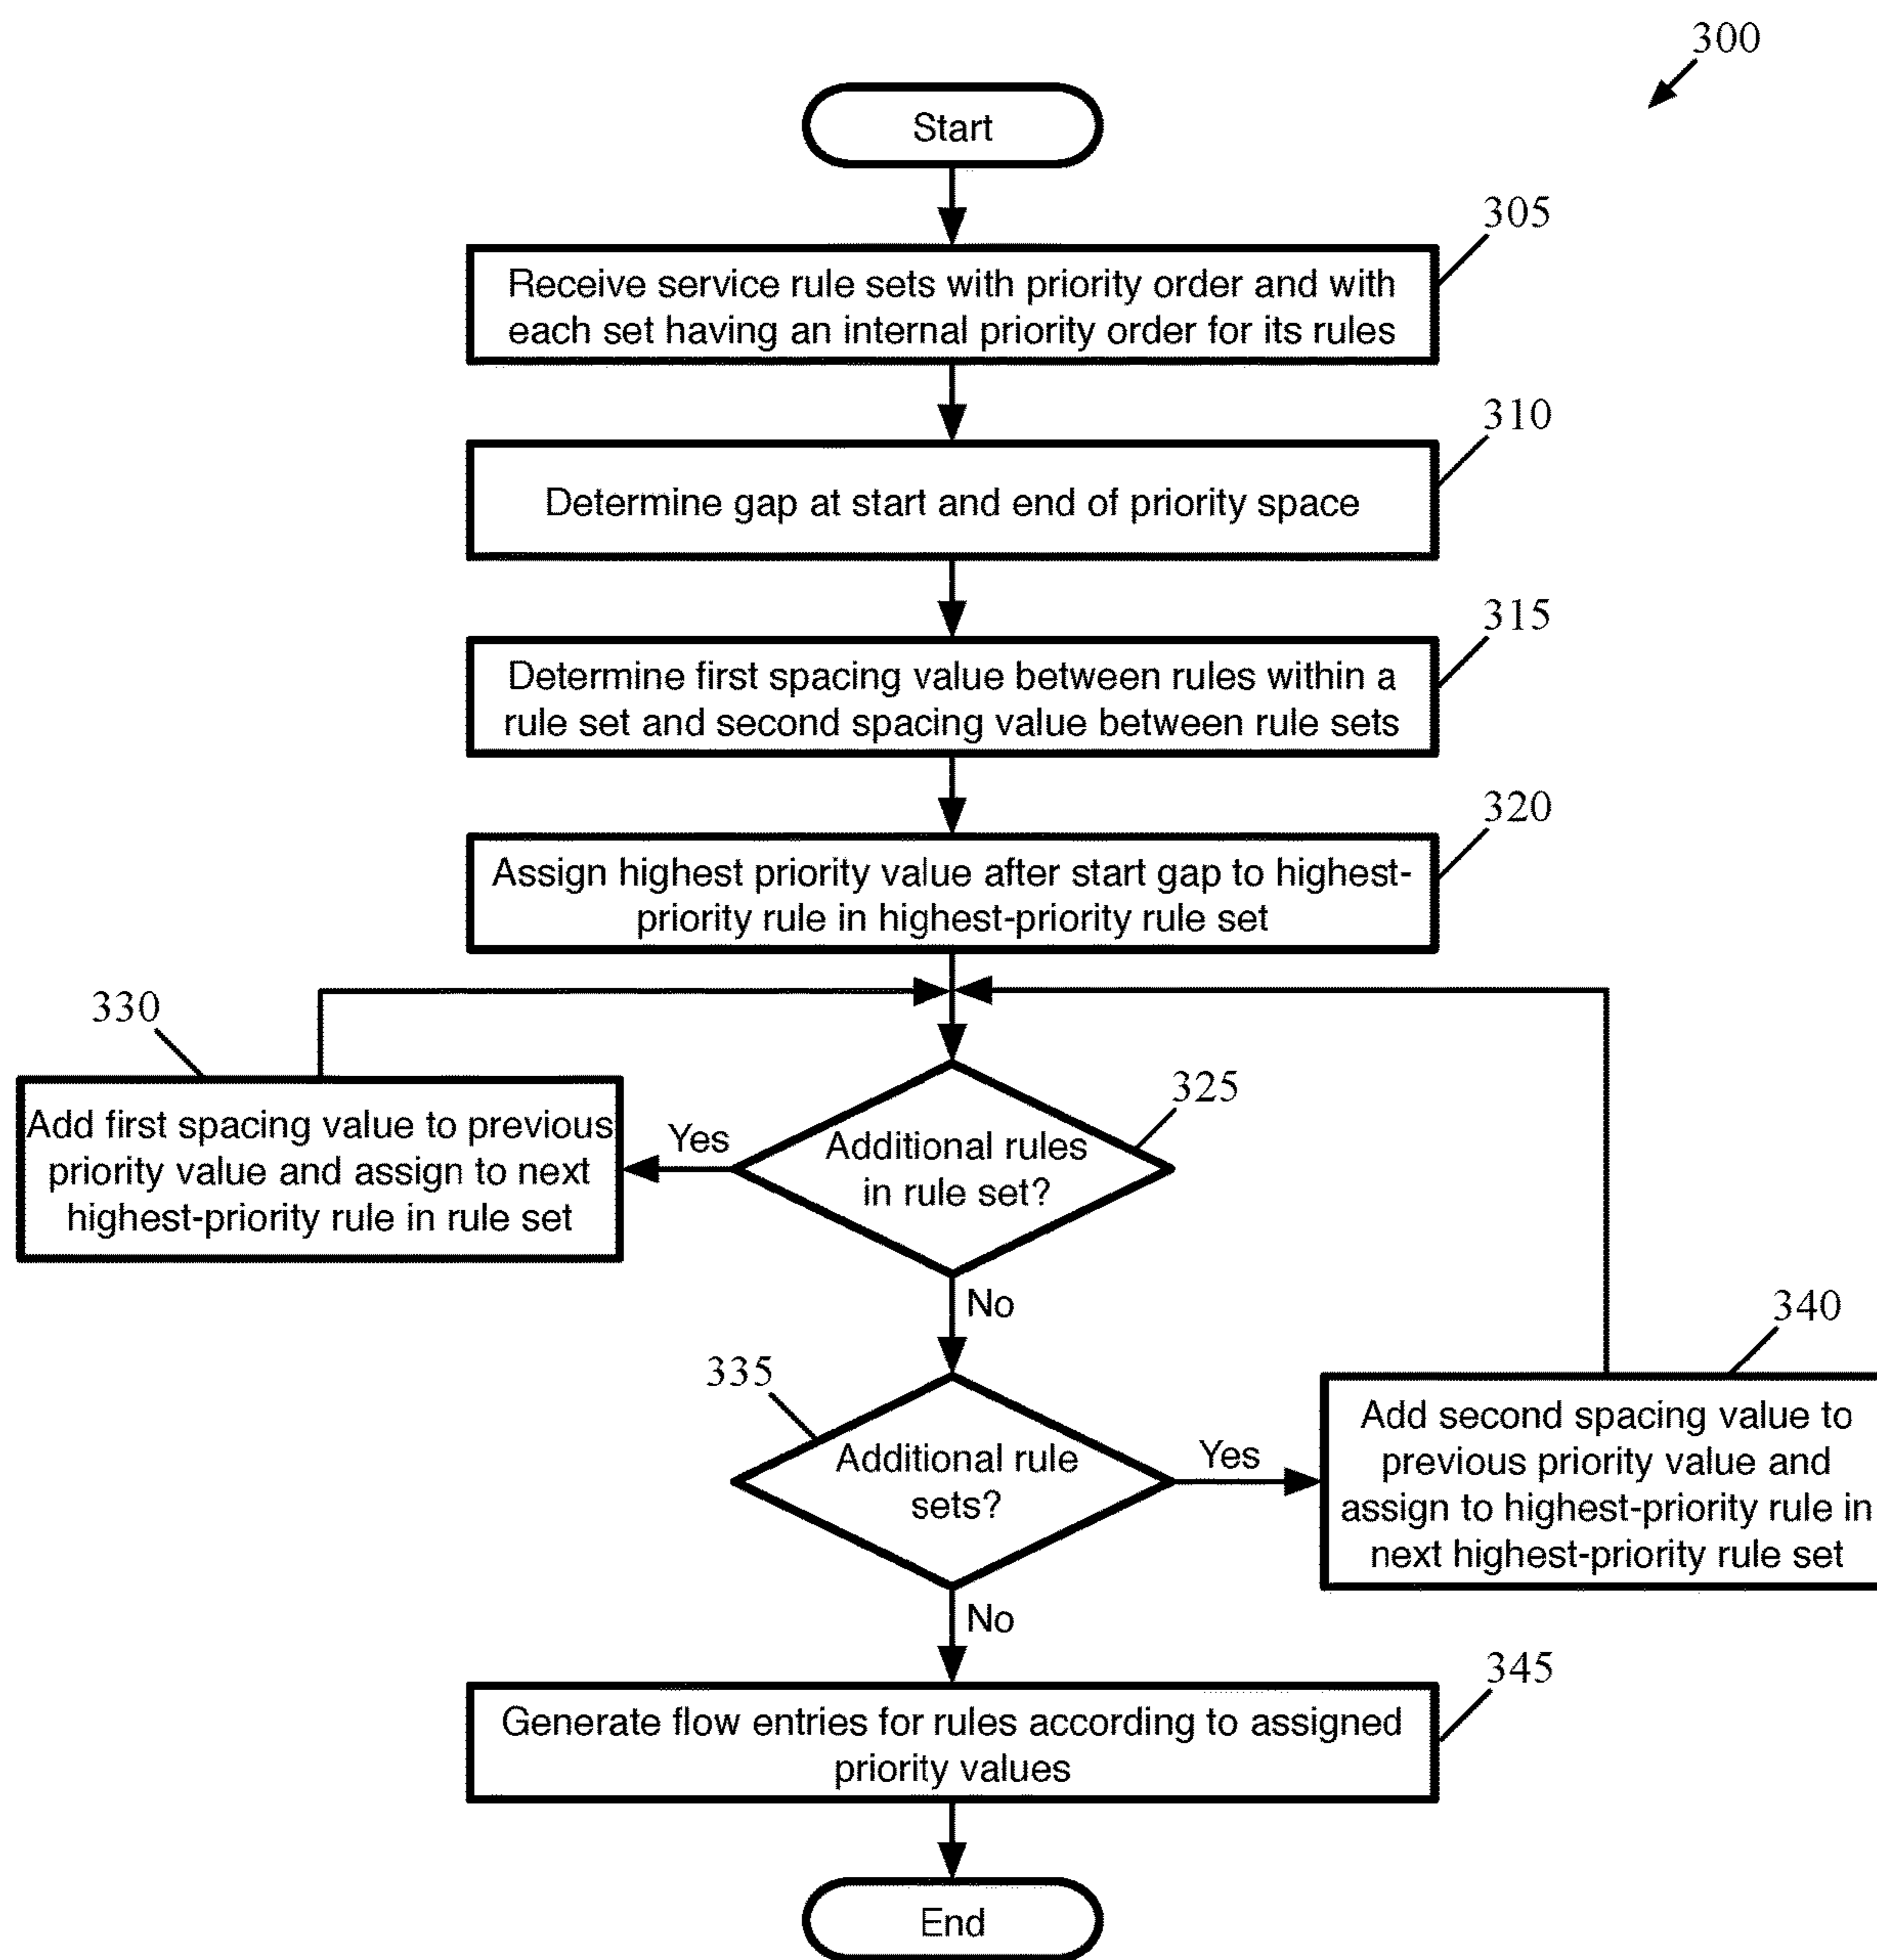 300
Start
305
Receive service rule sets with priority order and with
each set having an internal priority order for its rules
310
Determine gap at start and end of priority space
315
Determine first spacing value between rules within a
rule set and second spacing value between rule sets
320
Assign highest priority value after start gap to highest-
priority rule in highest-priority rule set
330
Add first spacing value to previous
priority value and assign to next
highest-priority rule in rule set
Yes
325
Additional rules
in rule set?
No
335
Additional rule
sets?
Yes
340
Add second spacing value to
previous priority value and
assign to highest-priority rule in
next highest-priority rule set
No
345
Generate flow entries for rules according to assigned
priority values
End